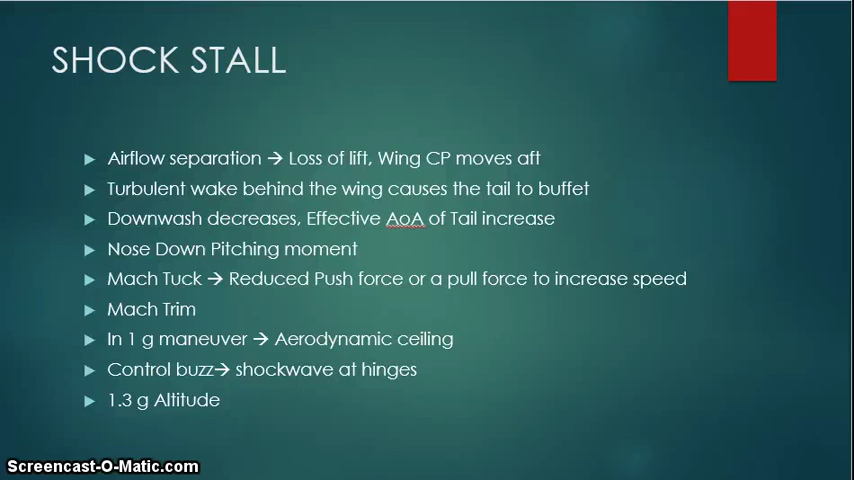 SHOCK STALL
Airflow separation → Loss of lift, Wing CP moves aft
Turbulent wake behind the wing causes the tail to buffet
Downwash decreases, Effective AoA of Tail increase
Nose Down Pitching moment
Mach Tuck → Reduced Push force or a pull force to increase speed
Mach Trim
In 1 g maneuver → Aerodynamic ceiling
Control buzz→ shockwave at hinges
1.3 g Altitude
Screencast-O-Matic.com